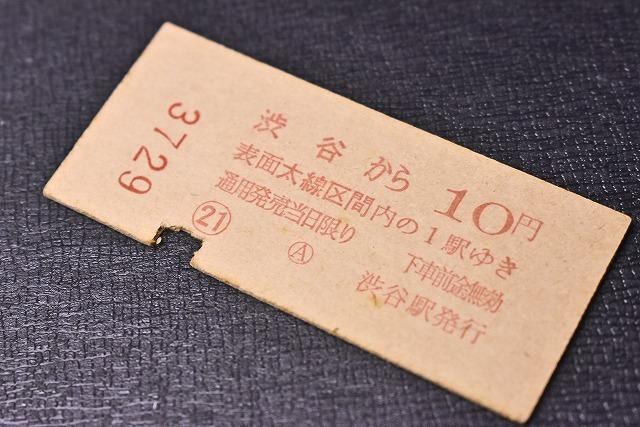 3729
渋谷から 10円
表面太線区間内の1駅ゆき
通用発売当日限り 下車前途無効
㉑ Ⓐ 渋谷駅発行